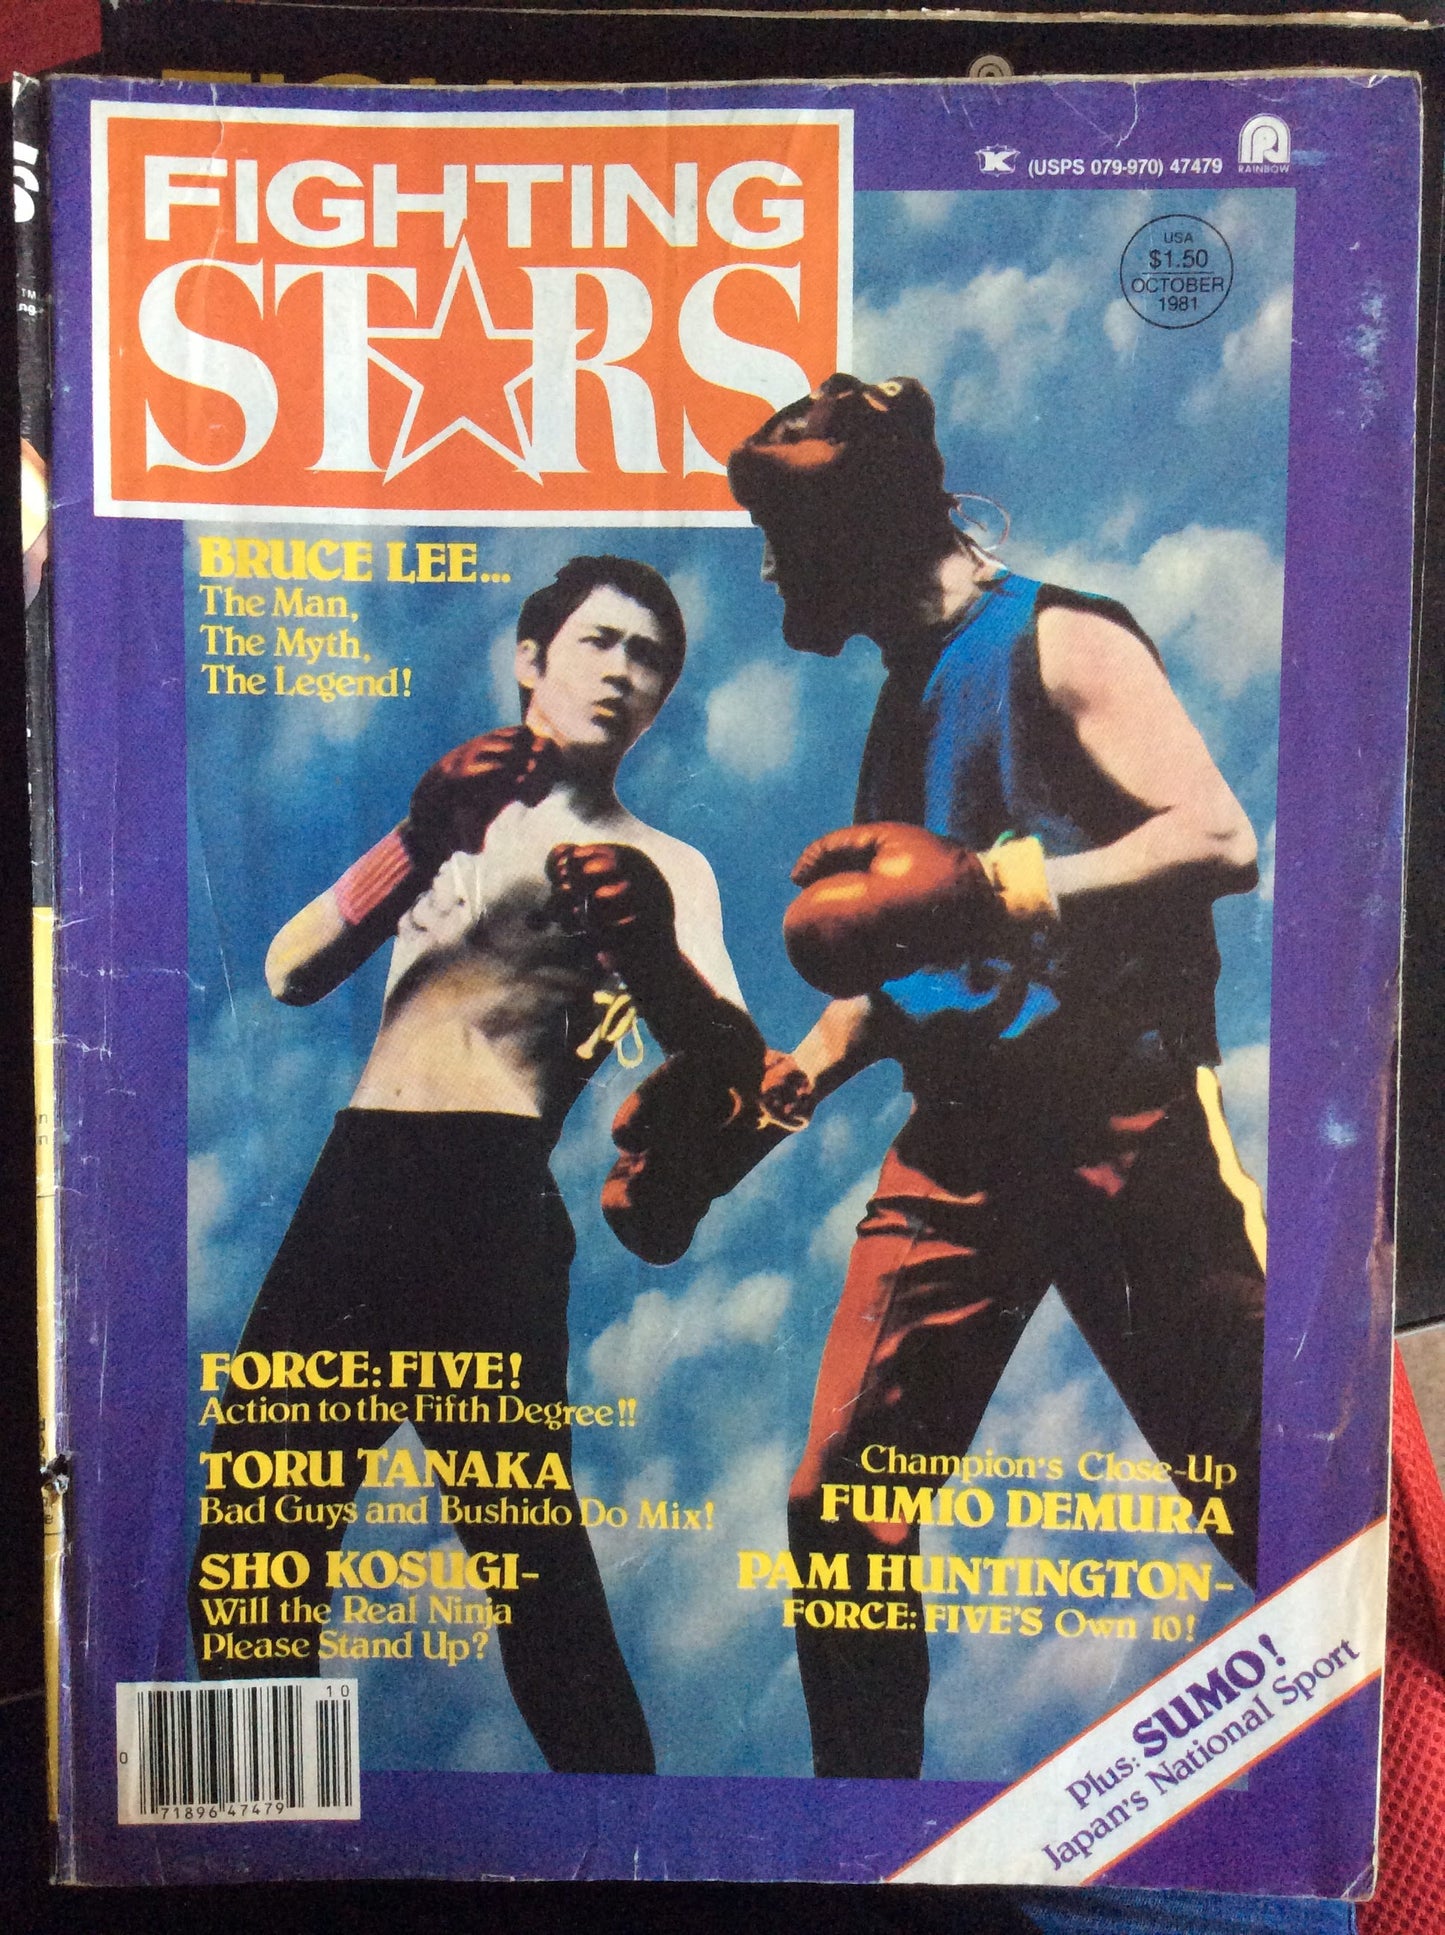 FIGHTING
STARS
K (USPS 079-970) 47479
R
RAINBOW
USA
$1.50
OCTOBER
1981
BRUCE LEE...
The Man,
The Myth,
The Legend!
FORCE: FIVE!
Action to the Fifth Degree!!
TORU TANAKA
Bad Guys and Bushido Do Mix!
SHO KOSUGI-
Will the Real Ninja
Please Stand Up?
Champion's Close-Up
FUMIO DEMURA
PAM HUNTINGTON-
FORCE: FIVE'S Own 10!
Plus: SUMO!
Japan's National Sport
10
0 71896 47479